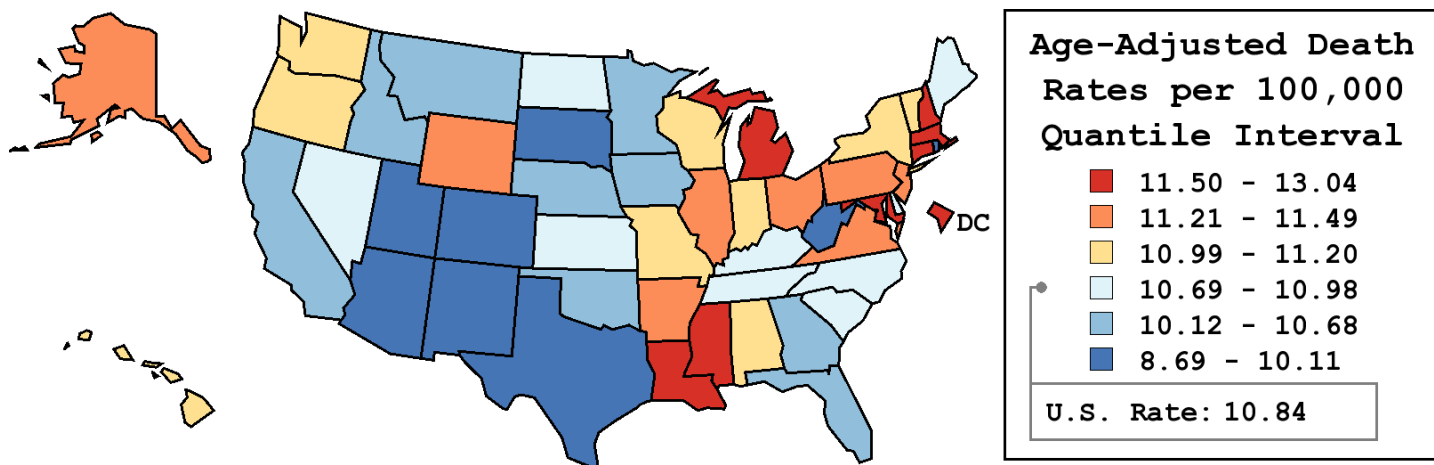 Age-Adjusted Death
Rates per 100,000
Quantile Interval
11.50 - 13.04
11.21 - 11.49
10.99 - 11.20
10.69 - 10.98
10.12 - 10.68
8.69 - 10.11
U.S. Rate: 10.84
DC